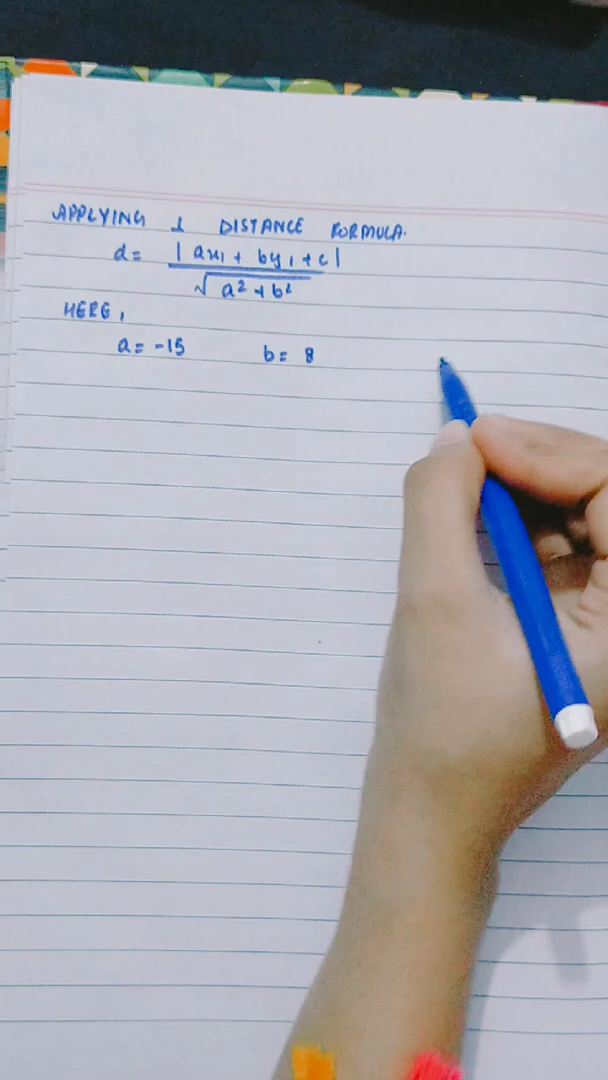 APPLYING ⊥ DISTANCE FORMULA.
d= |ax₁ + by₁ + c|
√a² + b²
HERE,
a= -15 b= 8